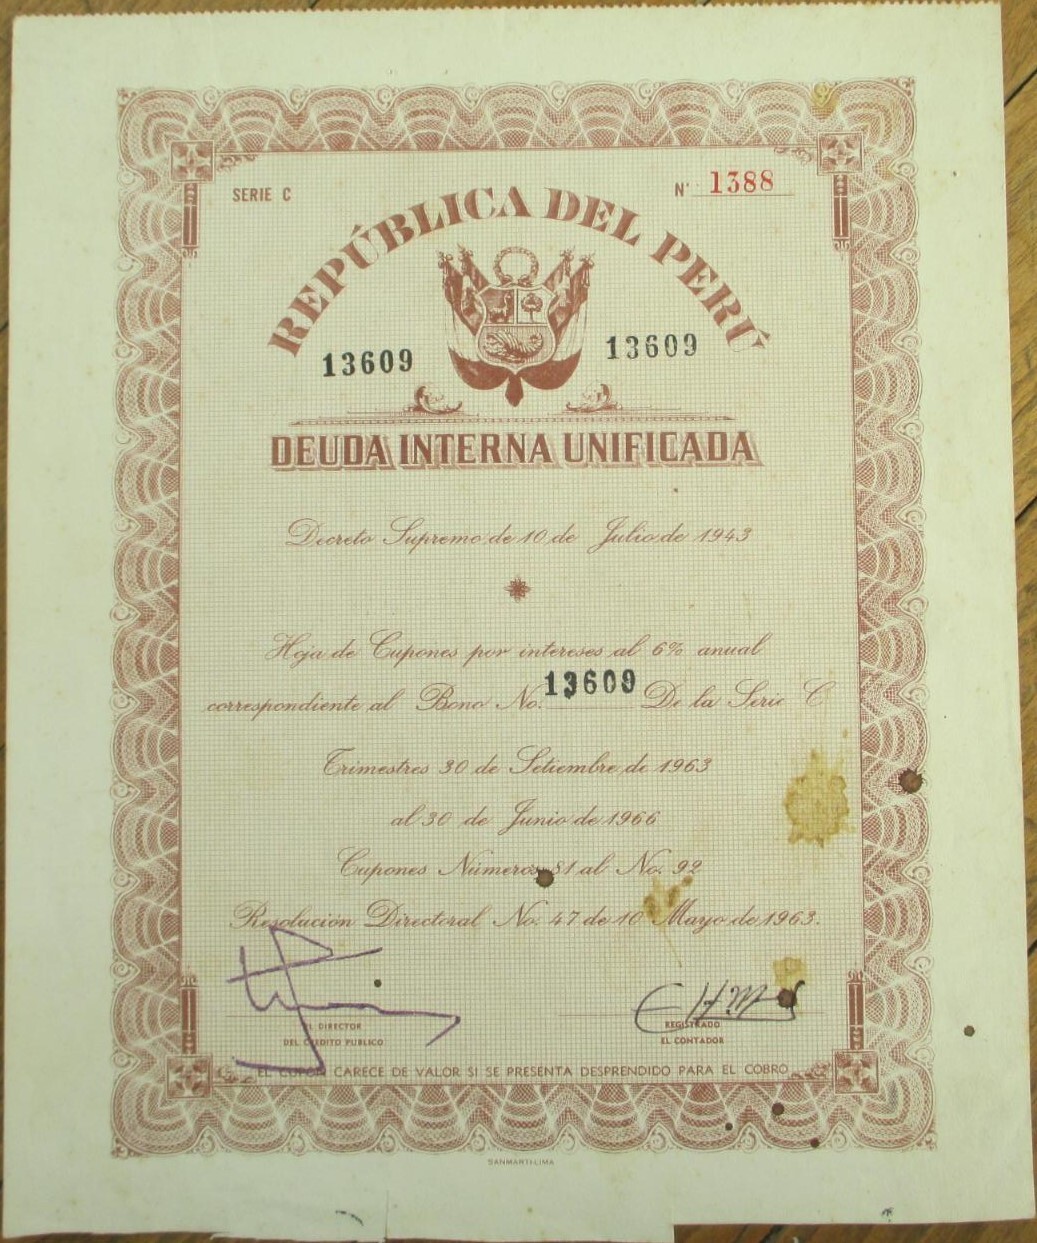 SERIE C
Nº 1388
REPÚBLICA DEL PERÚ
13609
13609
DEUDA INTERNA UNIFICADA
Decreto Supremo de 10 de Julio de 1943
Hoja de Cupones por intereses al 6% anual
correspondiente al Bono No. 13609 De la Serie C
Trimestres 30 de Setiembre de 1963
al 30 de Junio de 1966
Cupones Números 81 al No. 92
Resolución Directoral No. 47 de 10 Mayo de 1963.
EL DIRECTOR
DEL CREDITO PUBLICO
REGISTRADO
EL CONTADOR
EL CUPON CARECE DE VALOR SI SE PRESENTA DESPRENDIDO PARA EL COBRO
SANMARTI-LIMA